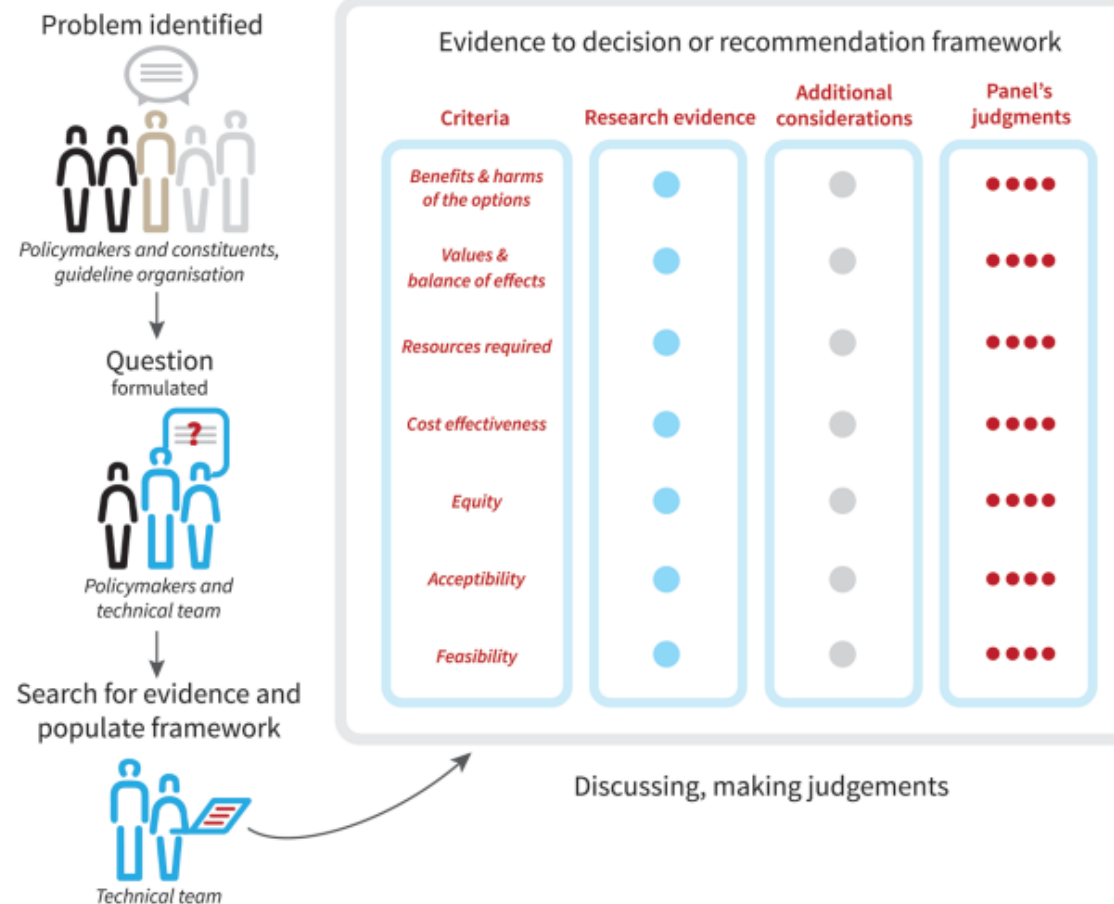 Problem identified
Policymakers and constituents,
guideline organisation
Question
formulated
?
Policymakers and
technical team
Search for evidence and
populate framework
Technical team
Evidence to decision or recommendation framework
Criteria
Research evidence
Additional
considerations
Panel's
judgments
Benefits & harms
of the options
Values &
balance of effects
Resources required
Cost effectiveness
Equity
Acceptibility
Feasibility
Discussing, making judgements